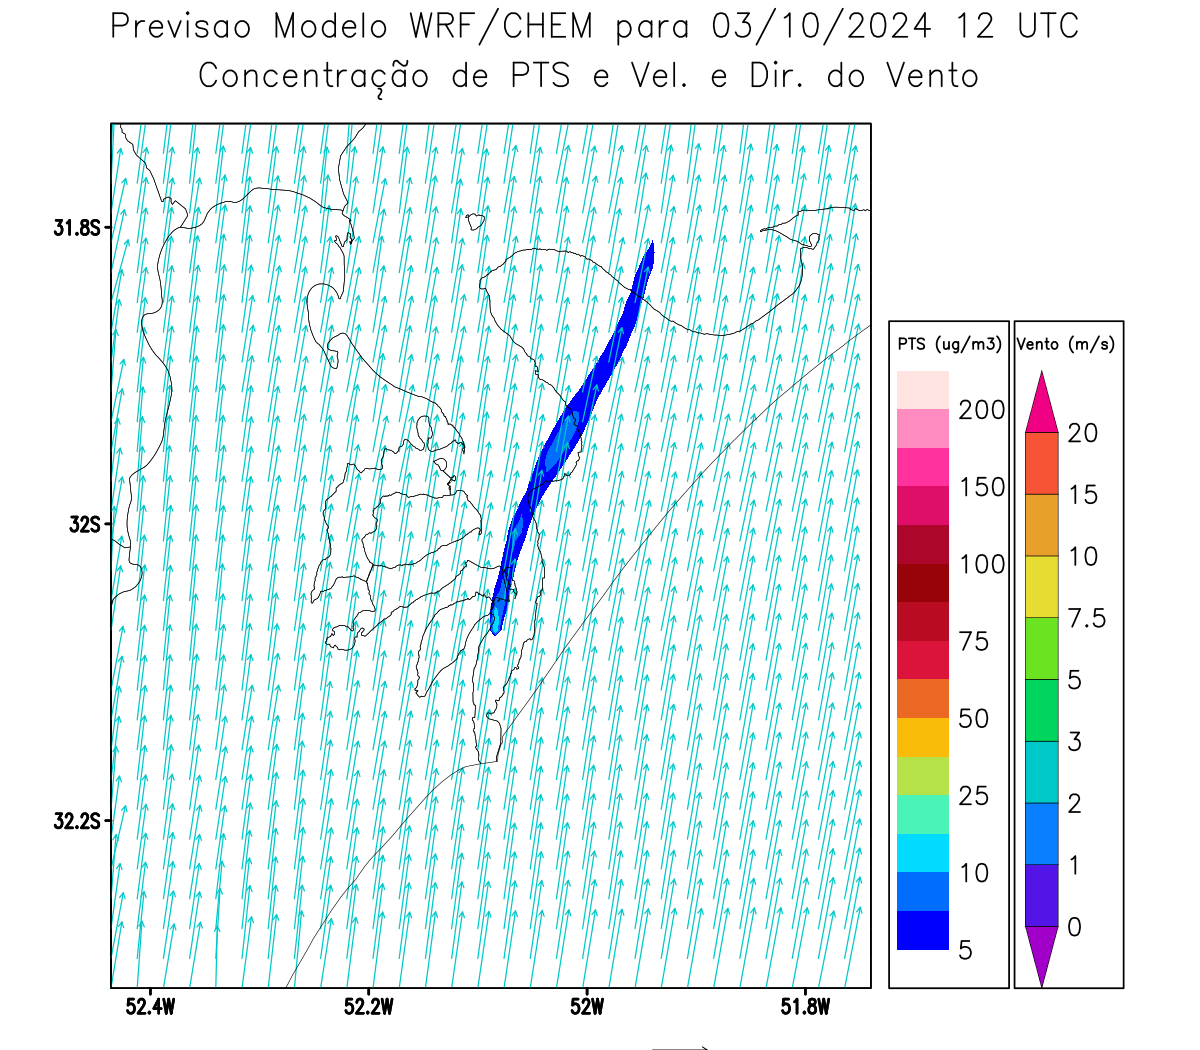 Previsao Modelo WRF/CHEM para 03/10/2024 12 UTC
Concentração de PTS e Vel. e Dir. do Vento
31.8S
32S
32.2S
52.4W 52.2W 52W 51.8W
PTS (ug/m3)
200
150
100
75
50
25
10
5
Vento (m/s)
20
15
10
7.5
5
3
2
1
0